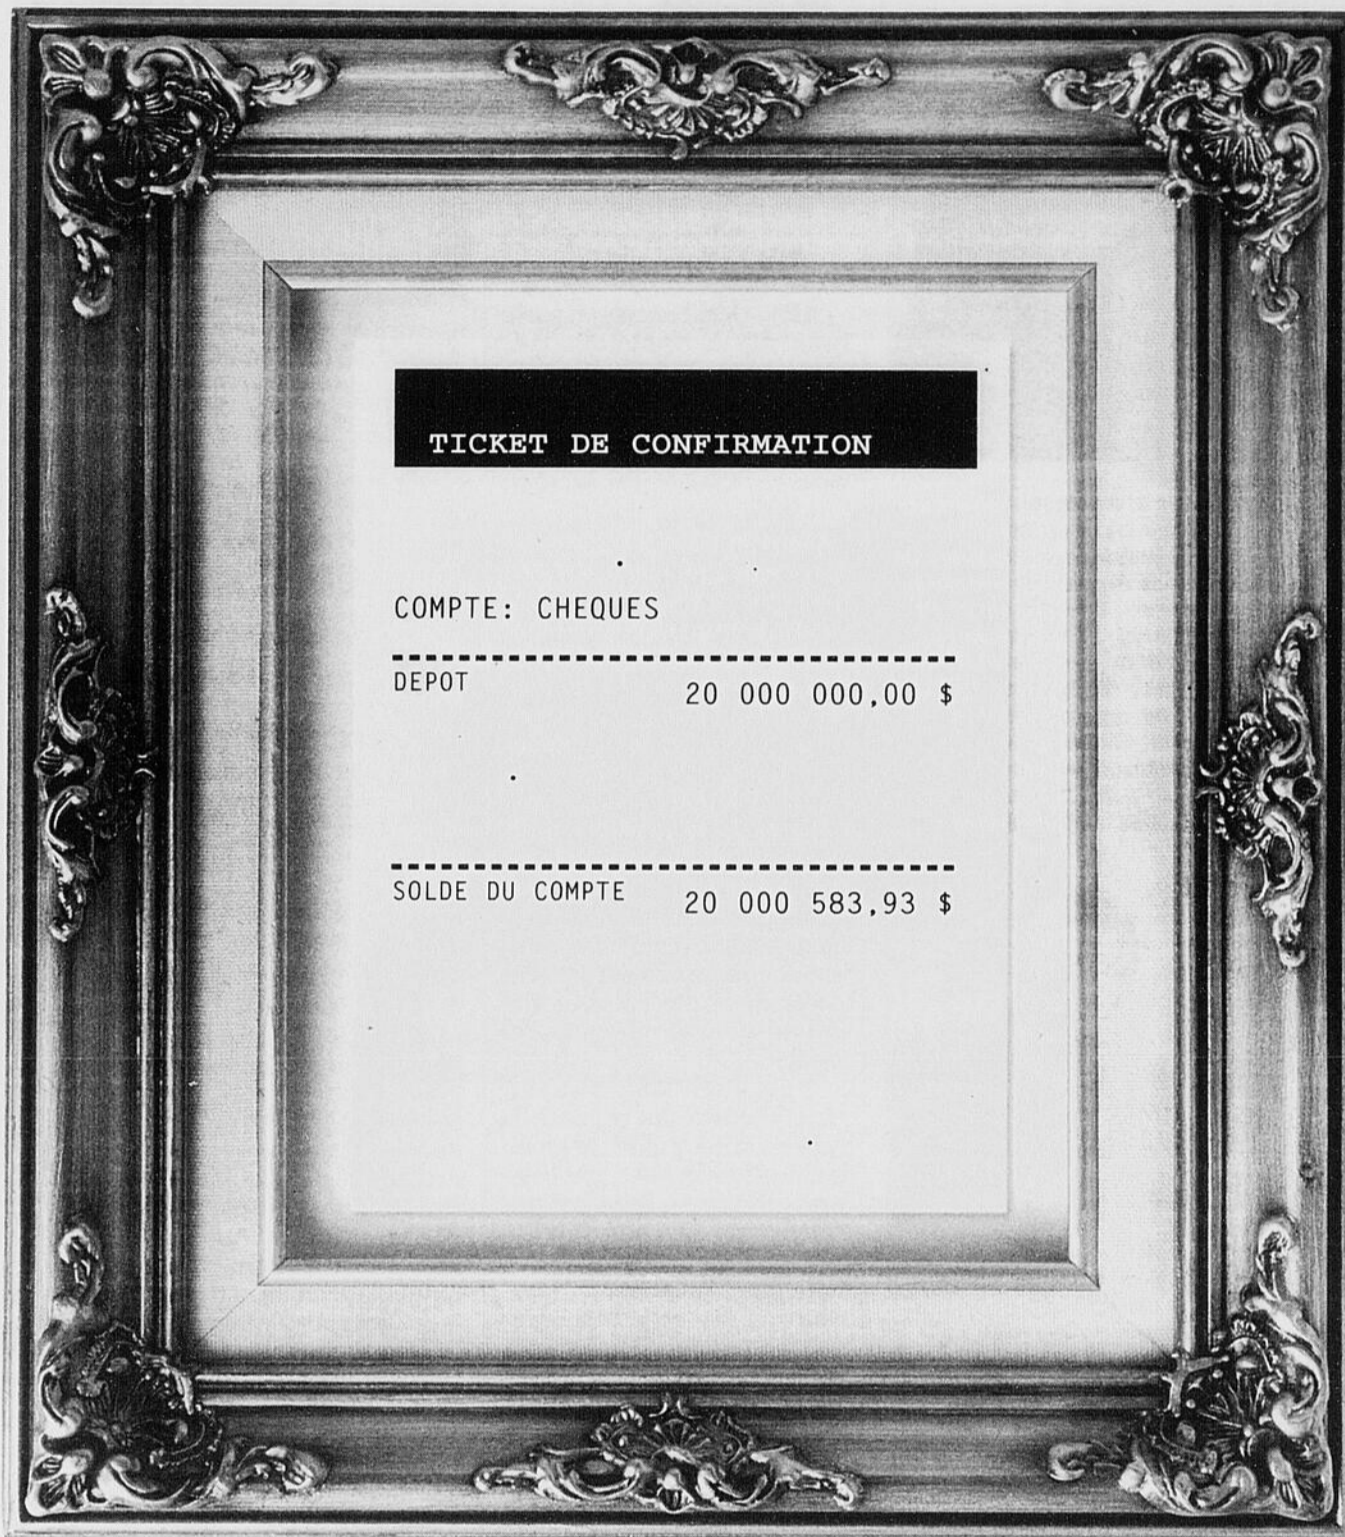 TICKET DE CONFIRMATION
COMPTE: CHEQUES
DEPOT 20 000 000,00 $
SOLDE DU COMPTE 20 000 583,93 $